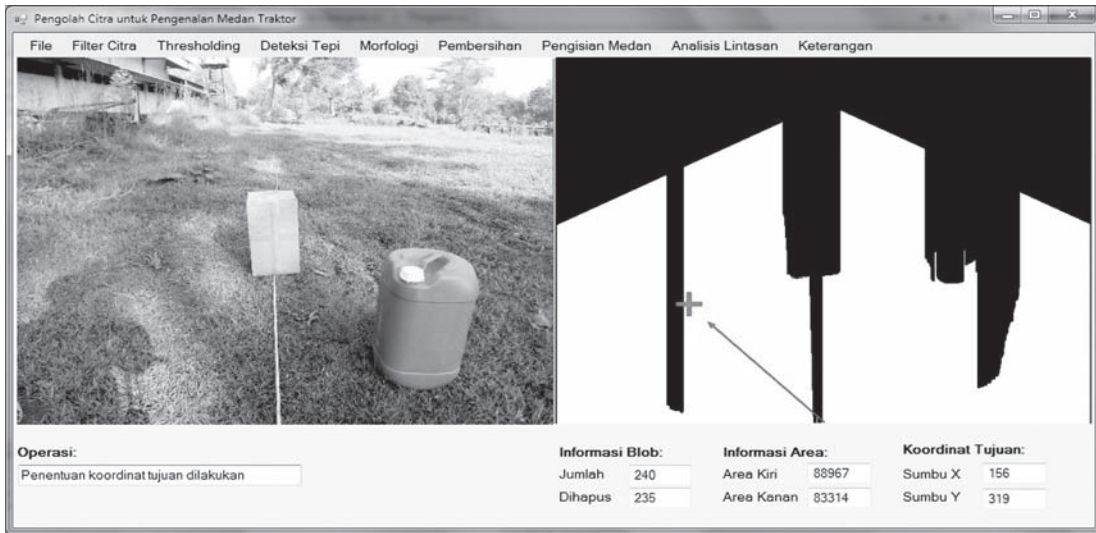 Pengolah Citra untuk Pengenalan Medan Traktor
File Filter Citra Thresholding Deteksi Tepi Morfologi Pembersihan Pengisian Medan Analisis Lintasan Keterangan
Operasi:
Penentuan koordinat tujuan dilakukan
Informasi Blob:
Jumlah 240
Dihapus 235
Informasi Area:
Area Kiri 88967
Area Kanan 83314
Koordinat Tujuan:
Sumbu X 156
Sumbu Y 319